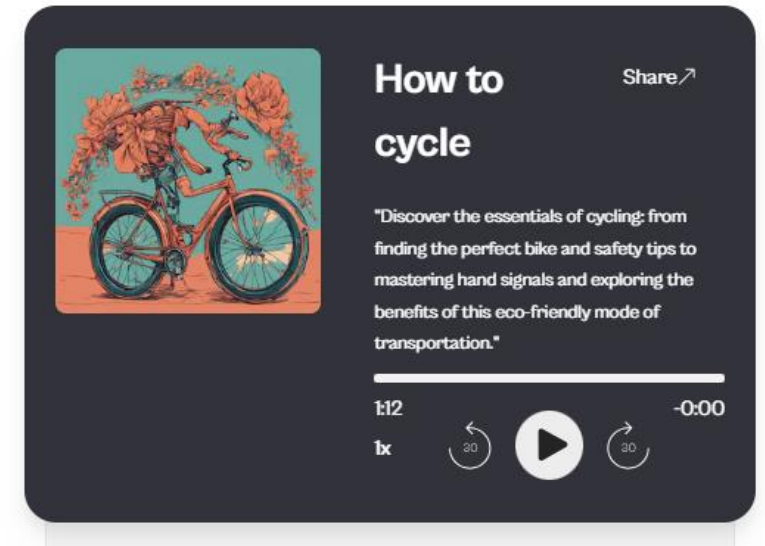 How to
cycle
Share↗
"Discover the essentials of cycling: from
finding the perfect bike and safety tips to
mastering hand signals and exploring the
benefits of this eco-friendly mode of
transportation."
1:12
-0:00
1x
30
30